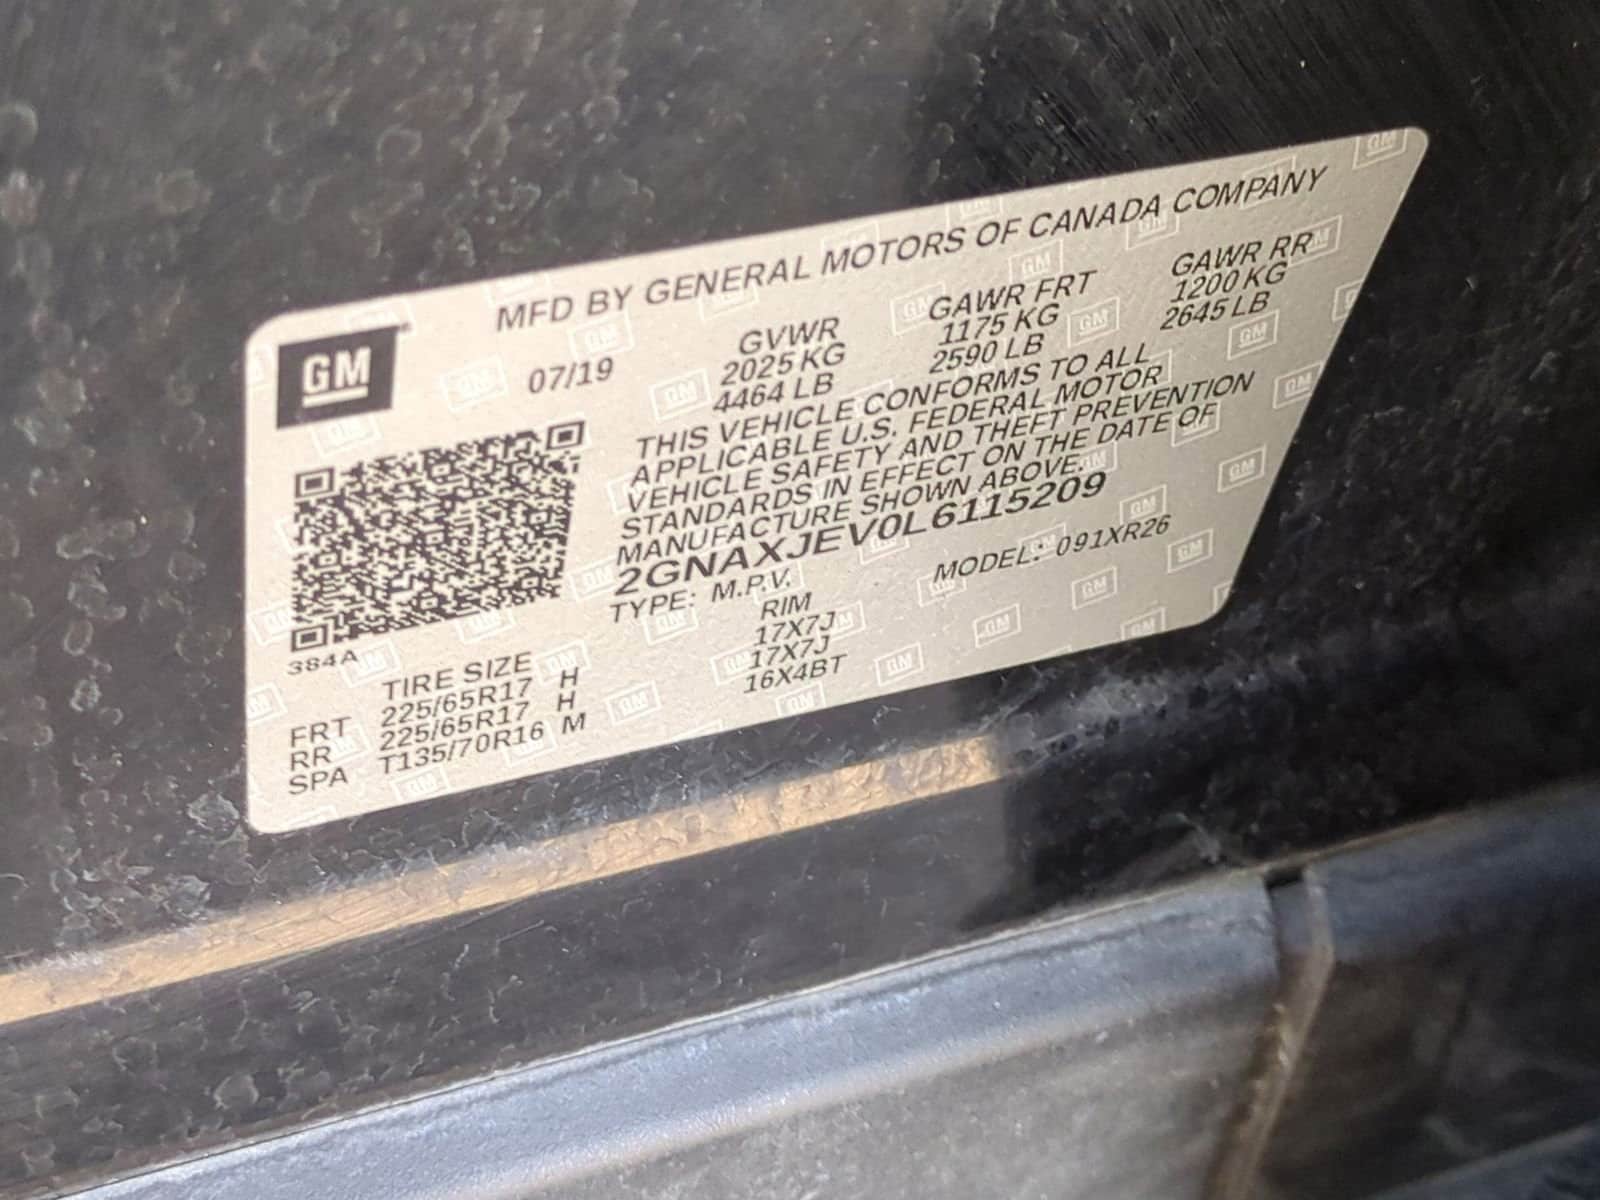 MFD BY GENERAL MOTORS OF CANADA COMPANY
GM
07/19
GVWR GAWR FRT GAWR RR
2025 KG 1175 KG 1200 KG
4464 LB 2590 LB 2645 LB
THIS VEHICLE CONFORMS TO ALL
APPLICABLE U.S. FEDERAL MOTOR
VEHICLE SAFETY AND THEFT PREVENTION
STANDARDS IN EFFECT ON THE DATE OF
MANUFACTURE SHOWN ABOVE.
2GNAXJEV0L6115209
TYPE: M.P.V. MODEL: 091XR26
384A
TIRE SIZE RIM
FRT 225/65R17 H 17X7J
RR 225/65R17 H 17X7J
SPA T135/70R16 M 16X4BT